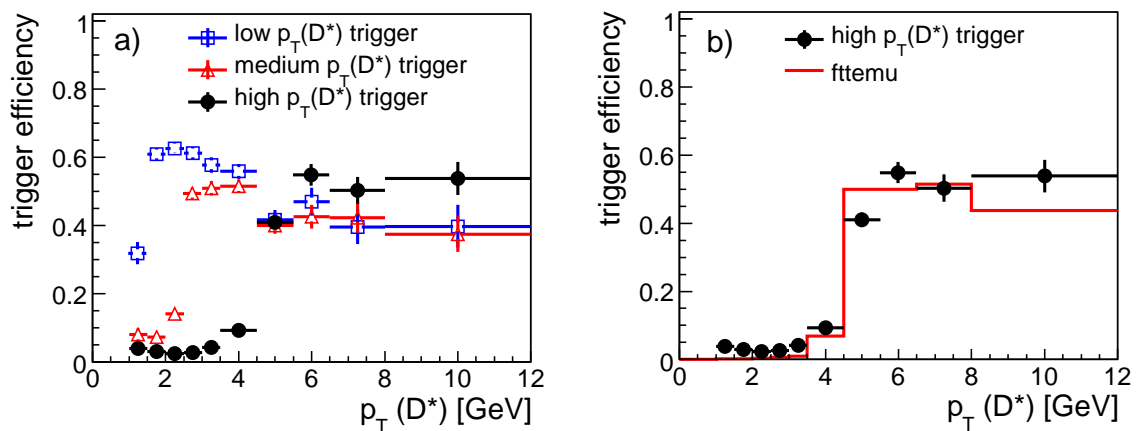 a)
low p_T(D*) trigger
medium p_T(D*) trigger
high p_T(D*) trigger
trigger efficiency
1
0.8
0.6
0.4
0.2
0
0 2 4 6 8 10 12
p_T (D*) [GeV]
b)
high p_T(D*) trigger
fttemu
trigger efficiency
1
0.8
0.6
0.4
0.2
0
0 2 4 6 8 10 12
p_T (D*) [GeV]